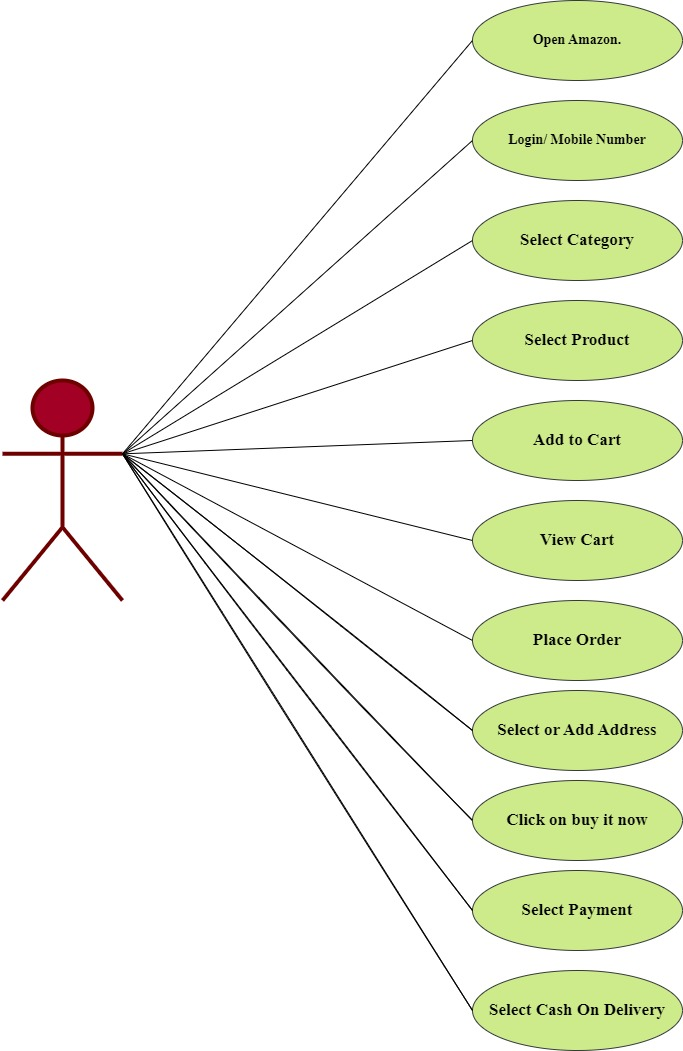 Open Amazon.
Login/ Mobile Number
Select Category
Select Product
Add to Cart
View Cart
Place Order
Select or Add Address
Click on buy it now
Select Payment
Select Cash On Delivery